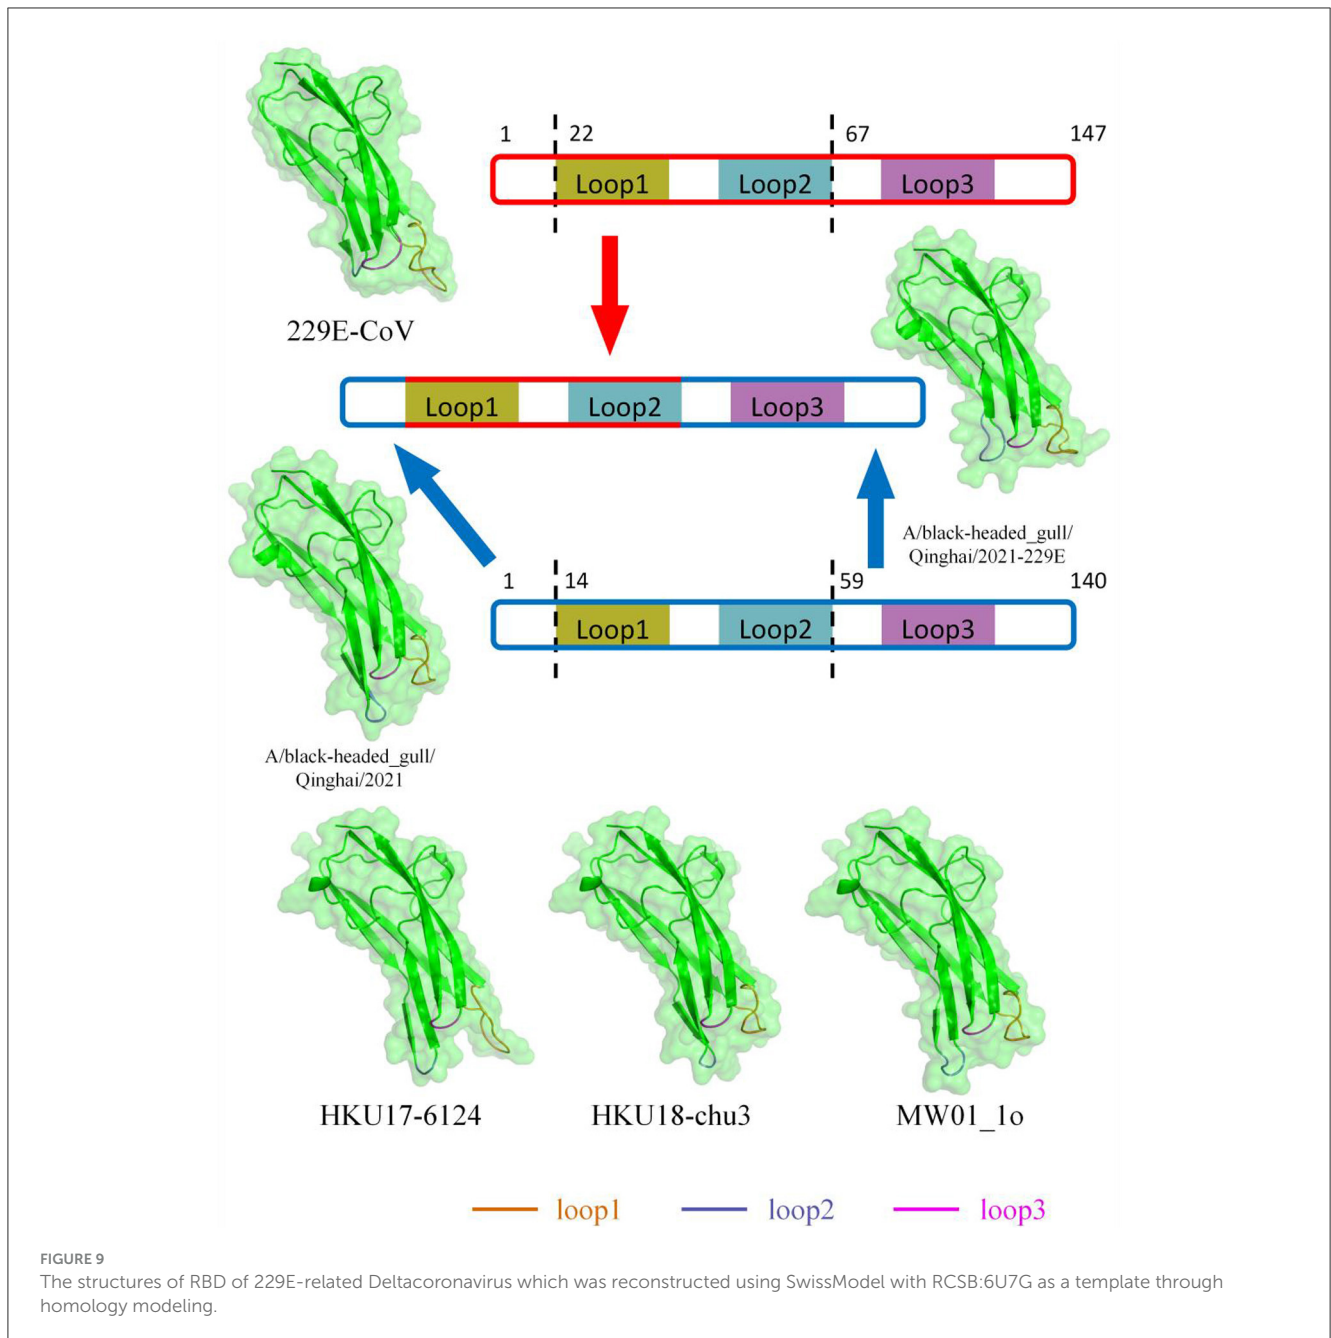 1 22 67 147
Loop1 Loop2 Loop3
229E-CoV
Loop1 Loop2 Loop3
A/black-headed_gull/
Qinghai/2021-229E
1 14 59 140
Loop1 Loop2 Loop3
A/black-headed_gull/
Qinghai/2021
HKU17-6124 HKU18-chu3 MW01_1o
loop1 loop2 loop3
FIGURE 9
The structures of RBD of 229E-related Deltacoronavirus which was reconstructed using SwissModel with RCSB:6U7G as a template through
homology modeling.